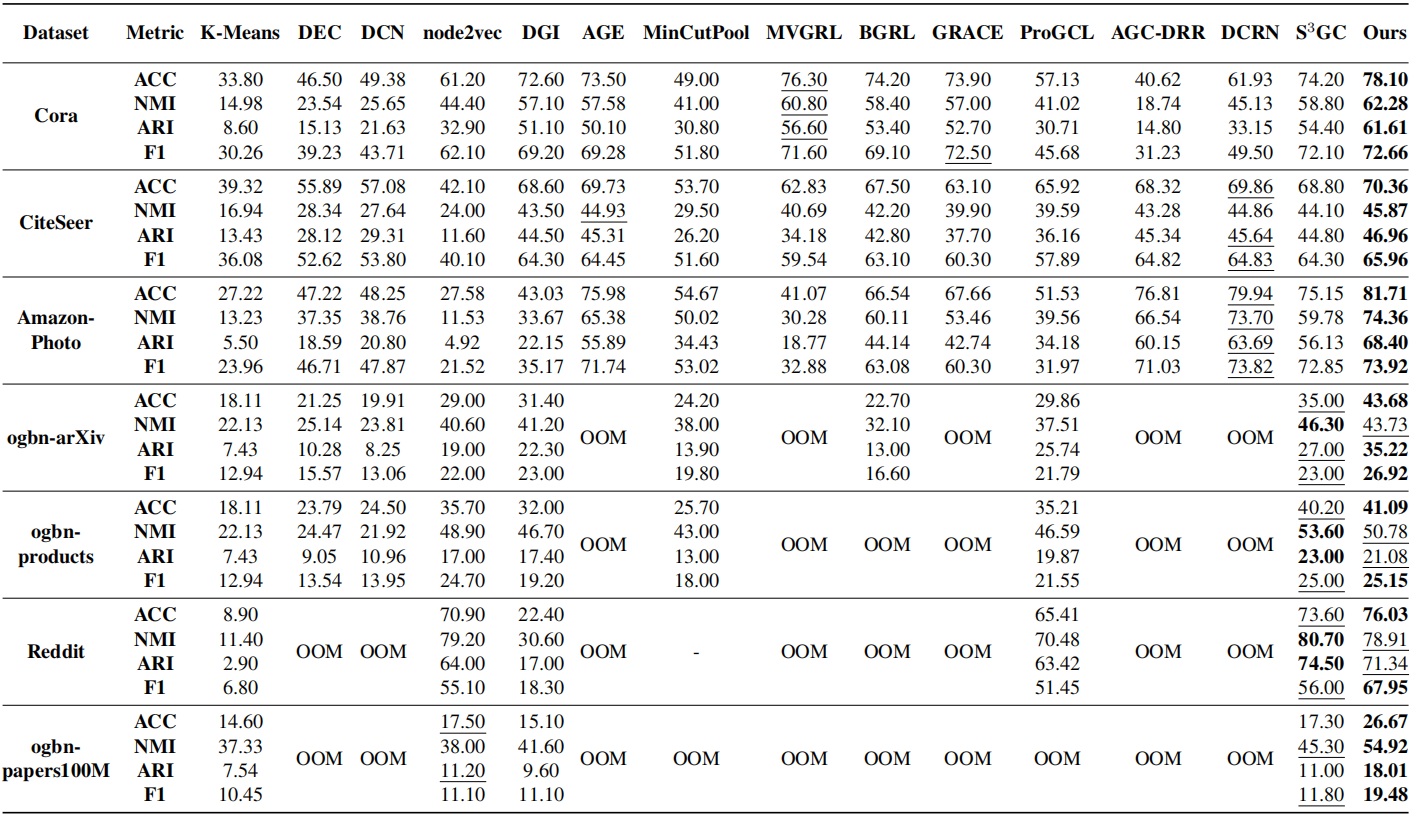 Dataset Metric K-Means DEC DCN node2vec DGI AGE MinCutPool MVGRL BGRL GRACE ProGCL AGC-DRR DCRN S³GC Ours
ACC 33.80 46.50 49.38 61.20 72.60 73.50 49.00 76.30 74.20 73.90 57.13 40.62 61.93 74.20 78.10
NMI 14.98 23.54 25.65 44.40 57.10 57.58 41.00 60.80 58.40 57.00 41.02 18.74 45.13 58.80 62.28
Cora
ARI 8.60 15.13 21.63 32.90 51.10 50.10 30.80 56.60 53.40 52.70 30.71 14.80 33.15 54.40 61.61
F1 30.26 39.23 43.71 62.10 69.20 69.28 51.80 71.60 69.10 72.50 45.68 31.23 49.50 72.10 72.66
ACC 39.32 55.89 57.08 42.10 68.60 69.73 53.70 62.83 67.50 63.10 65.92 68.32 69.86 68.80 70.36
NMI 16.94 28.34 27.64 24.00 43.50 44.93 29.50 40.69 42.20 39.90 39.59 43.28 44.86 44.10 45.87
CiteSeer
ARI 13.43 28.12 29.31 11.60 44.50 45.31 26.20 34.18 42.80 37.70 36.16 45.34 45.64 44.80 46.96
F1 36.08 52.62 53.80 40.10 64.30 64.45 51.60 59.54 63.10 60.30 57.89 64.82 64.83 64.30 65.96
ACC 27.22 47.22 48.25 27.58 43.03 75.98 54.67 41.07 66.54 67.66 51.53 76.81 79.94 75.15 81.71
Amazon- NMI 13.23 37.35 38.76 11.53 33.67 65.38 50.02 30.28 60.11 53.46 39.56 66.54 73.70 59.78 74.36
Photo ARI 5.50 18.59 20.80 4.92 22.15 55.89 34.43 18.77 44.14 42.74 34.18 60.15 63.69 56.13 68.40
F1 23.96 46.71 47.87 21.52 35.17 71.74 53.02 32.88 63.08 60.30 31.97 71.03 73.82 72.85 73.92
ACC 18.11 21.25 19.91 29.00 31.40 24.20 22.70 29.86 35.00 43.68
NMI 22.13 25.14 23.81 40.60 41.20 38.00 32.10 37.51 46.30 43.73
ogbn-arXiv OOM OOM OOM OOM OOM
ARI 7.43 10.28 8.25 19.00 22.30 13.90 13.00 25.74 27.00 35.22
F1 12.94 15.57 13.06 22.00 23.00 19.80 16.60 21.79 23.00 26.92
ACC 18.11 23.79 24.50 35.70 32.00 25.70 35.21 40.20 41.09
ogbn- NMI 22.13 24.47 21.92 48.90 46.70 43.00 46.59 53.60 50.78
OOM OOM OOM OOM OOM OOM
products ARI 7.43 9.05 10.96 17.00 17.40 13.00 19.87 23.00 21.08
F1 12.94 13.54 13.95 24.70 19.20 18.00 21.55 25.00 25.15
ACC 8.90 70.90 22.40 65.41 73.60 76.03
NMI 11.40 79.20 30.60 70.48 80.70 78.91
Reddit OOM OOM OOM - OOM OOM OOM OOM OOM
ARI 2.90 64.00 17.00 63.42 74.50 71.34
F1 6.80 55.10 18.30 51.45 56.00 67.95
ACC 14.60 17.50 15.10 17.30 26.67
ogbn- NMI 37.33 38.00 41.60 45.30 54.92
OOM OOM OOM OOM OOM OOM OOM OOM OOM OOM
papers100M ARI 7.54 11.20 9.60 11.00 18.01
F1 10.45 11.10 11.10 11.80 19.48